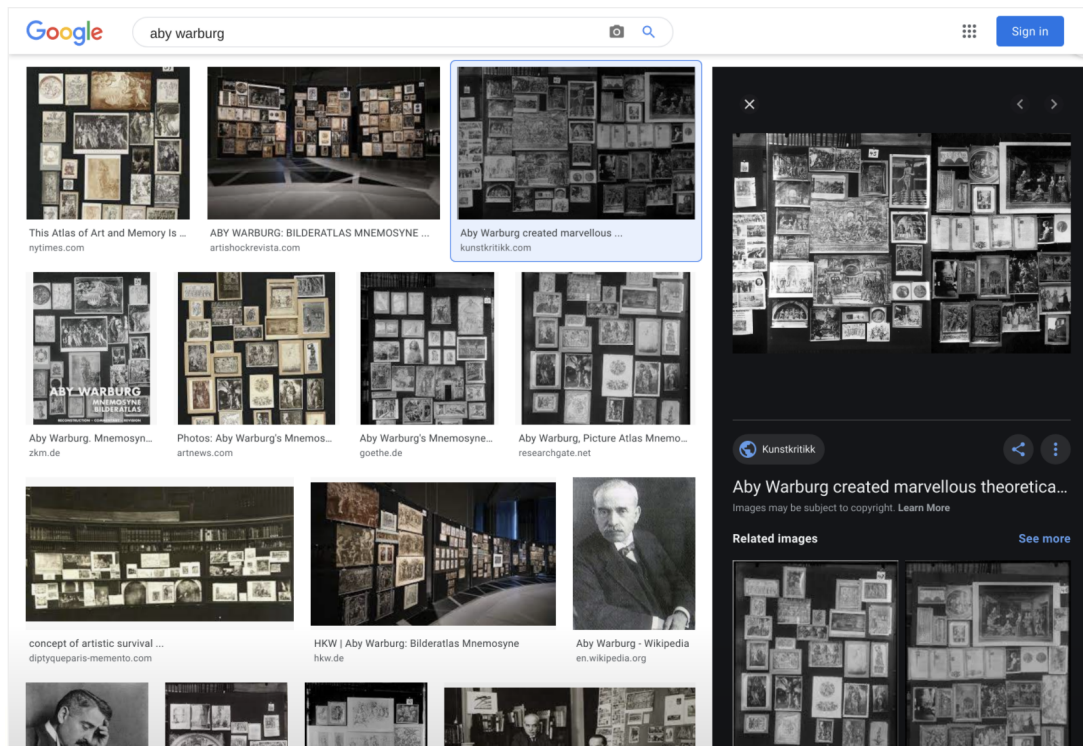 Google
aby warburg
Sign in
This Atlas of Art and Memory Is ...
nytimes.com
ABY WARBURG: BILDERATLAS MNEMOSYNE ...
artishockrevista.com
Aby Warburg created marvellous ...
kunstkritikk.com
ABY WARBURG
MNEMOSYNE
BILDERATLAS
Aby Warburg. Mnemosyn...
zkm.de
Photos: Aby Warburg's Mnemos...
artnews.com
Aby Warburg's Mnemosyne...
goethe.de
Aby Warburg, Picture Atlas Mnemo...
researchgate.net
concept of artistic survival ...
diptyqueparis-memento.com
HKW | Aby Warburg: Bilderatlas Mnemosyne
hkw.de
Aby Warburg - Wikipedia
en.wikipedia.org
Kunstkritikk
Aby Warburg created marvellous theoretica...
Images may be subject to copyright. Learn More
Related images
See more